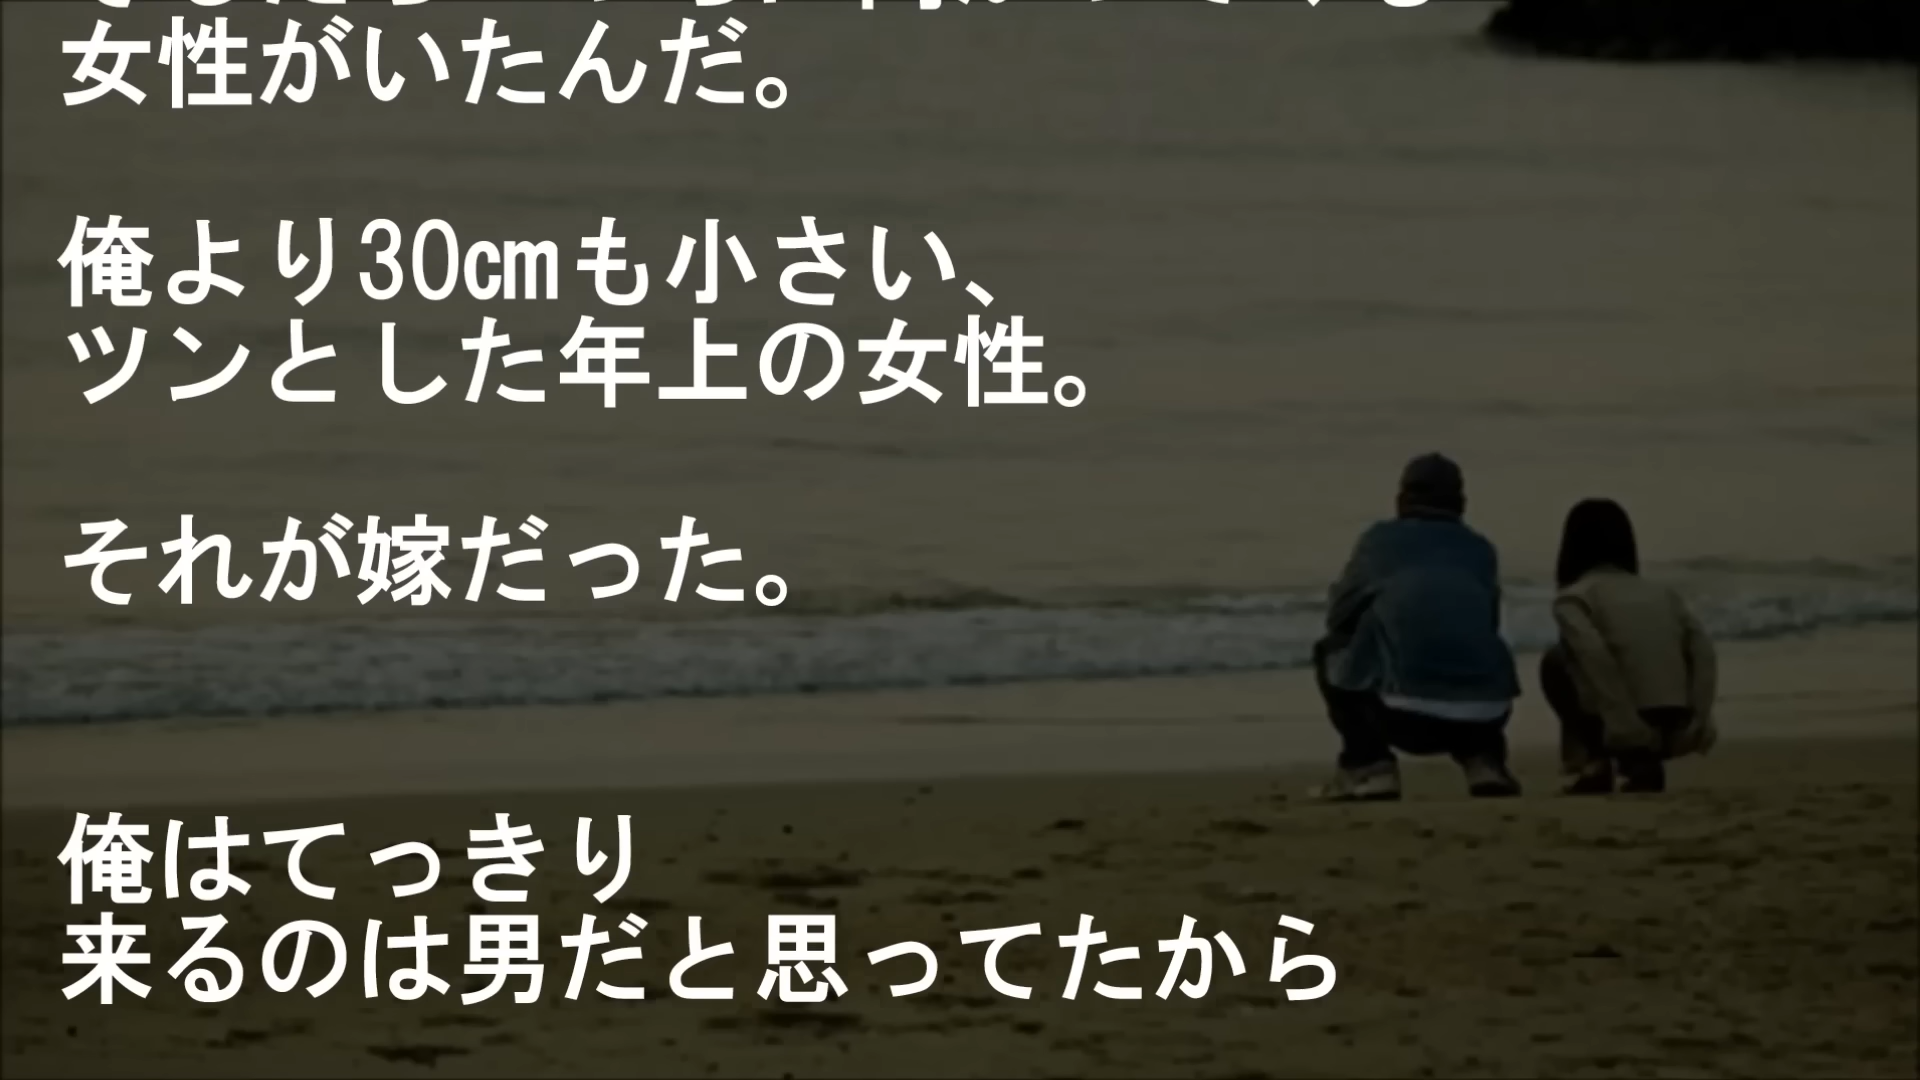 女性がいたんだ。
俺より30㎝も小さい、
ツンとした年上の女性。
それが嫁だった。
俺はてっきり
来るのは男だと思ってたから